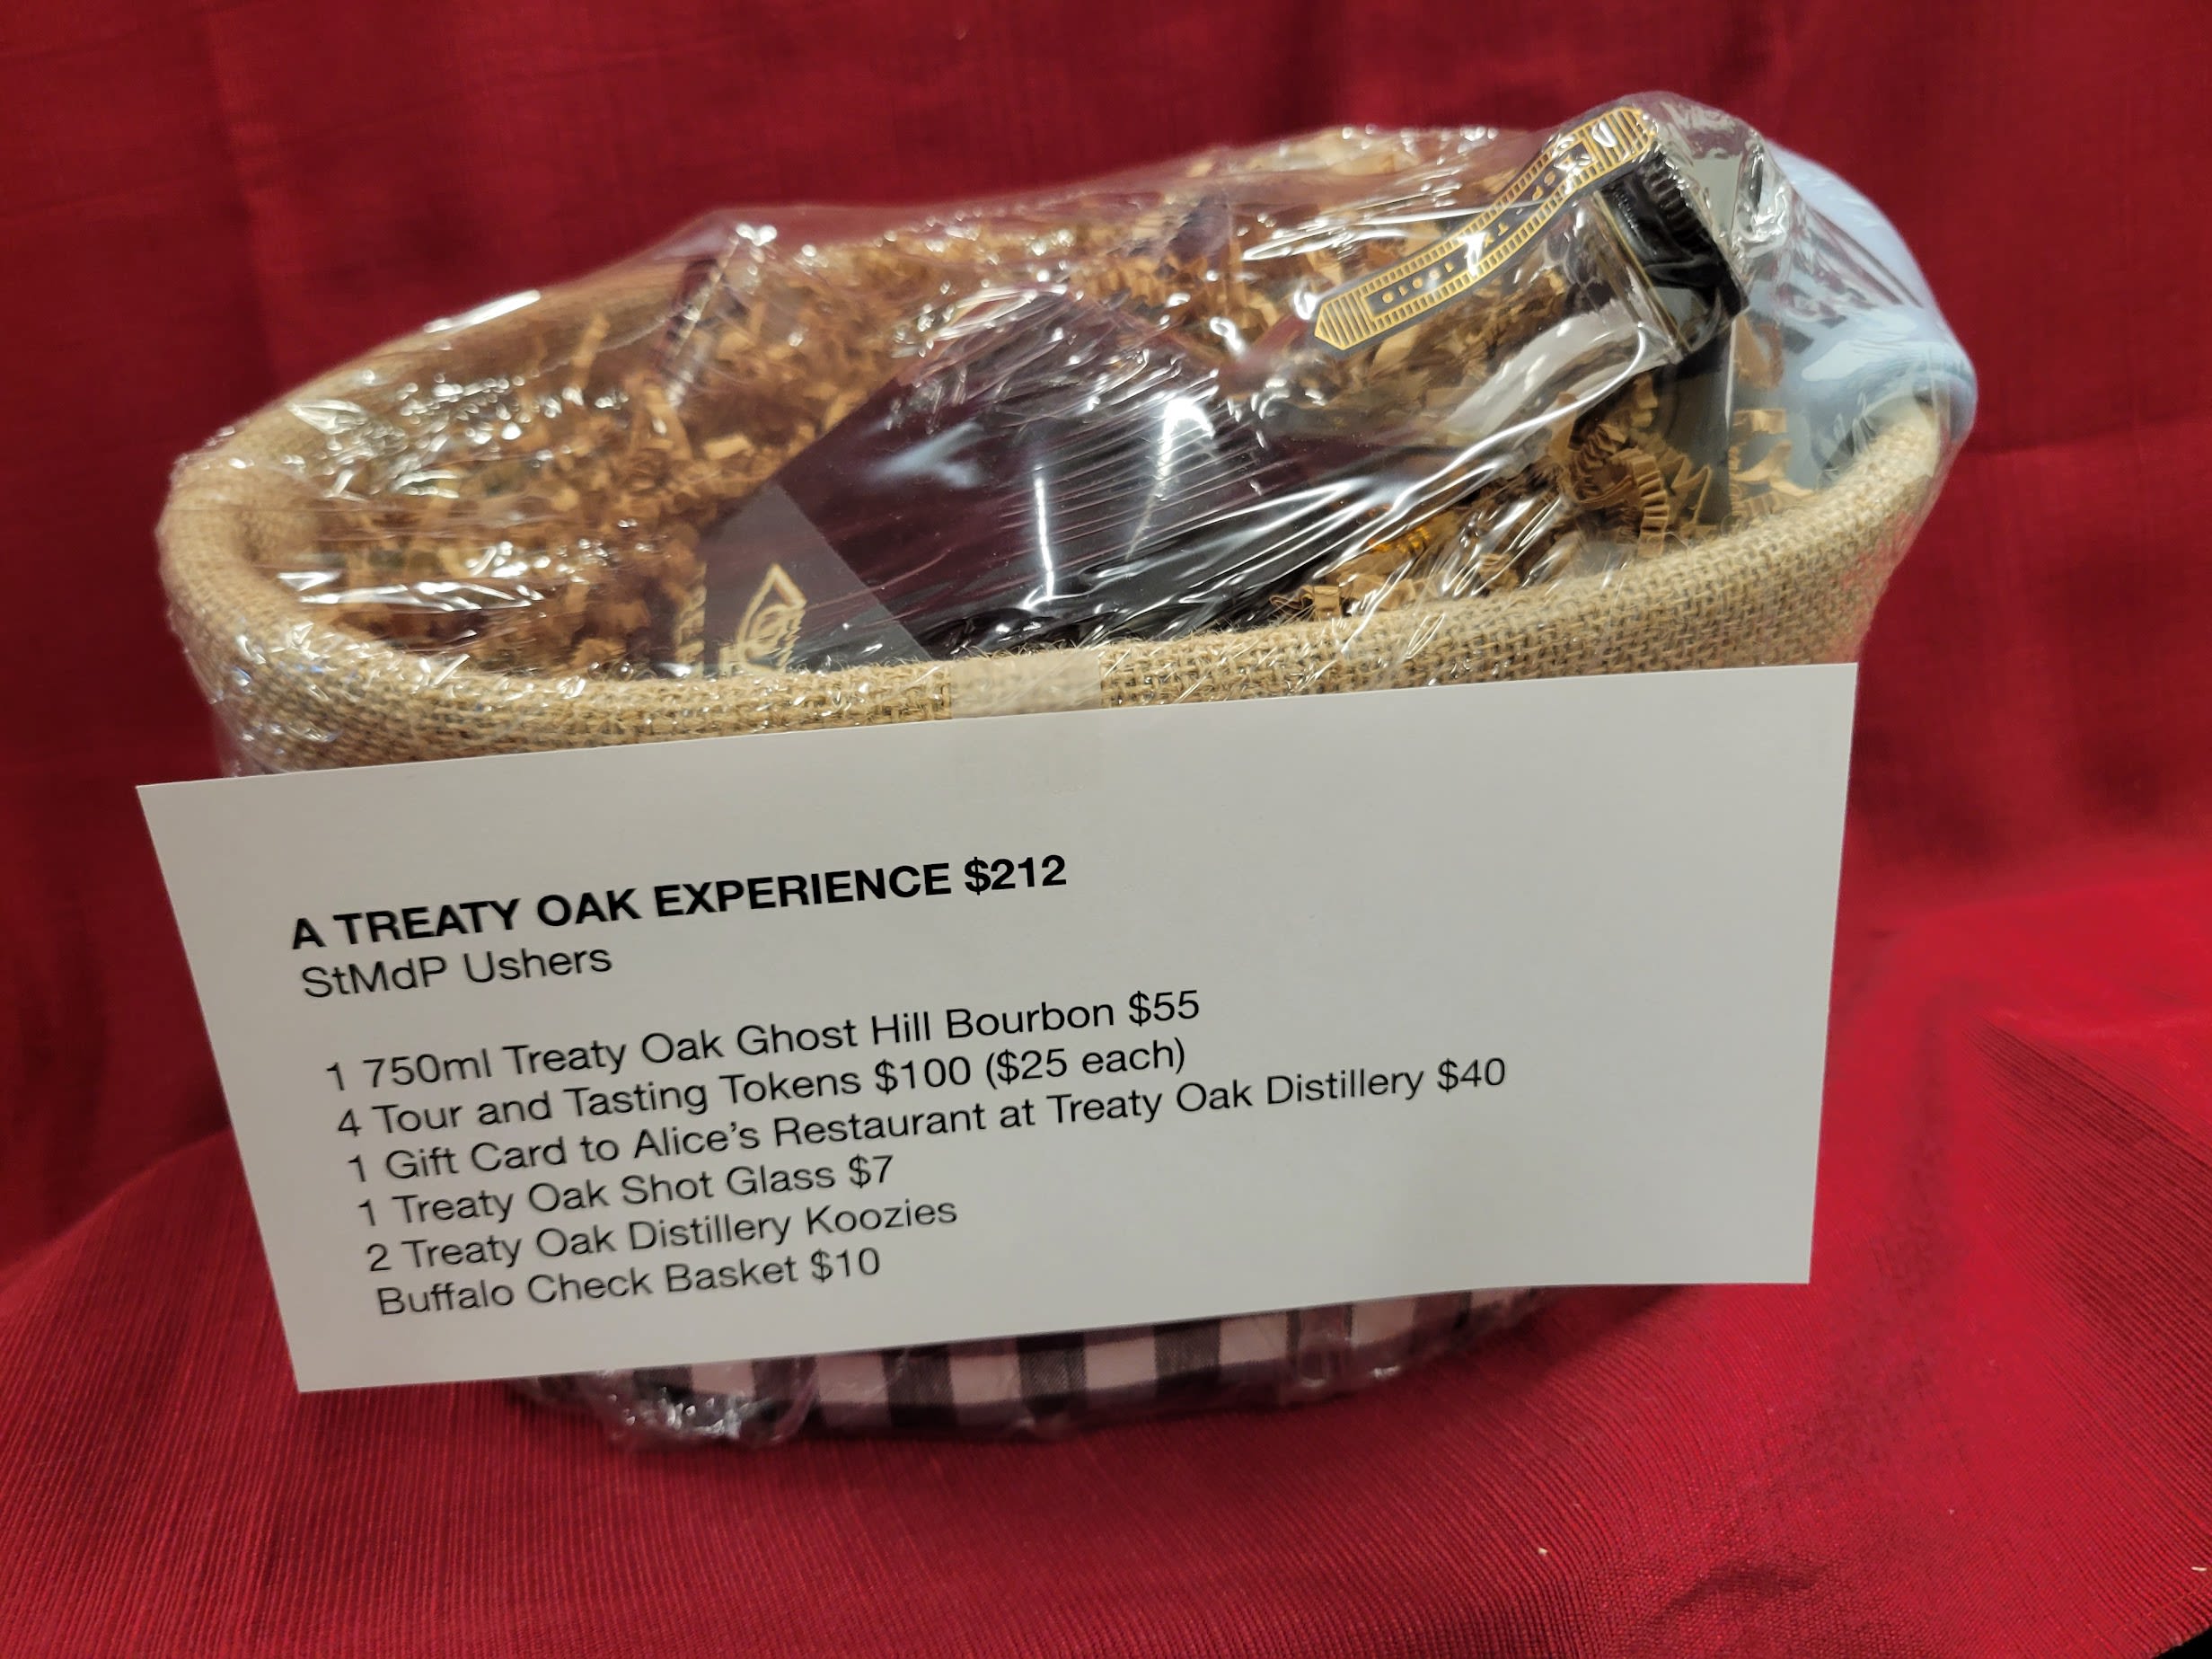 A TREATY OAK EXPERIENCE $212
StMdP Ushers
1 750ml Treaty Oak Ghost Hill Bourbon $55
4 Tour and Tasting Tokens $100 ($25 each)
1 Gift Card to Alice's Restaurant at Treaty Oak Distillery $40
1 Treaty Oak Shot Glass $7
2 Treaty Oak Distillery Koozies
Buffalo Check Basket $10